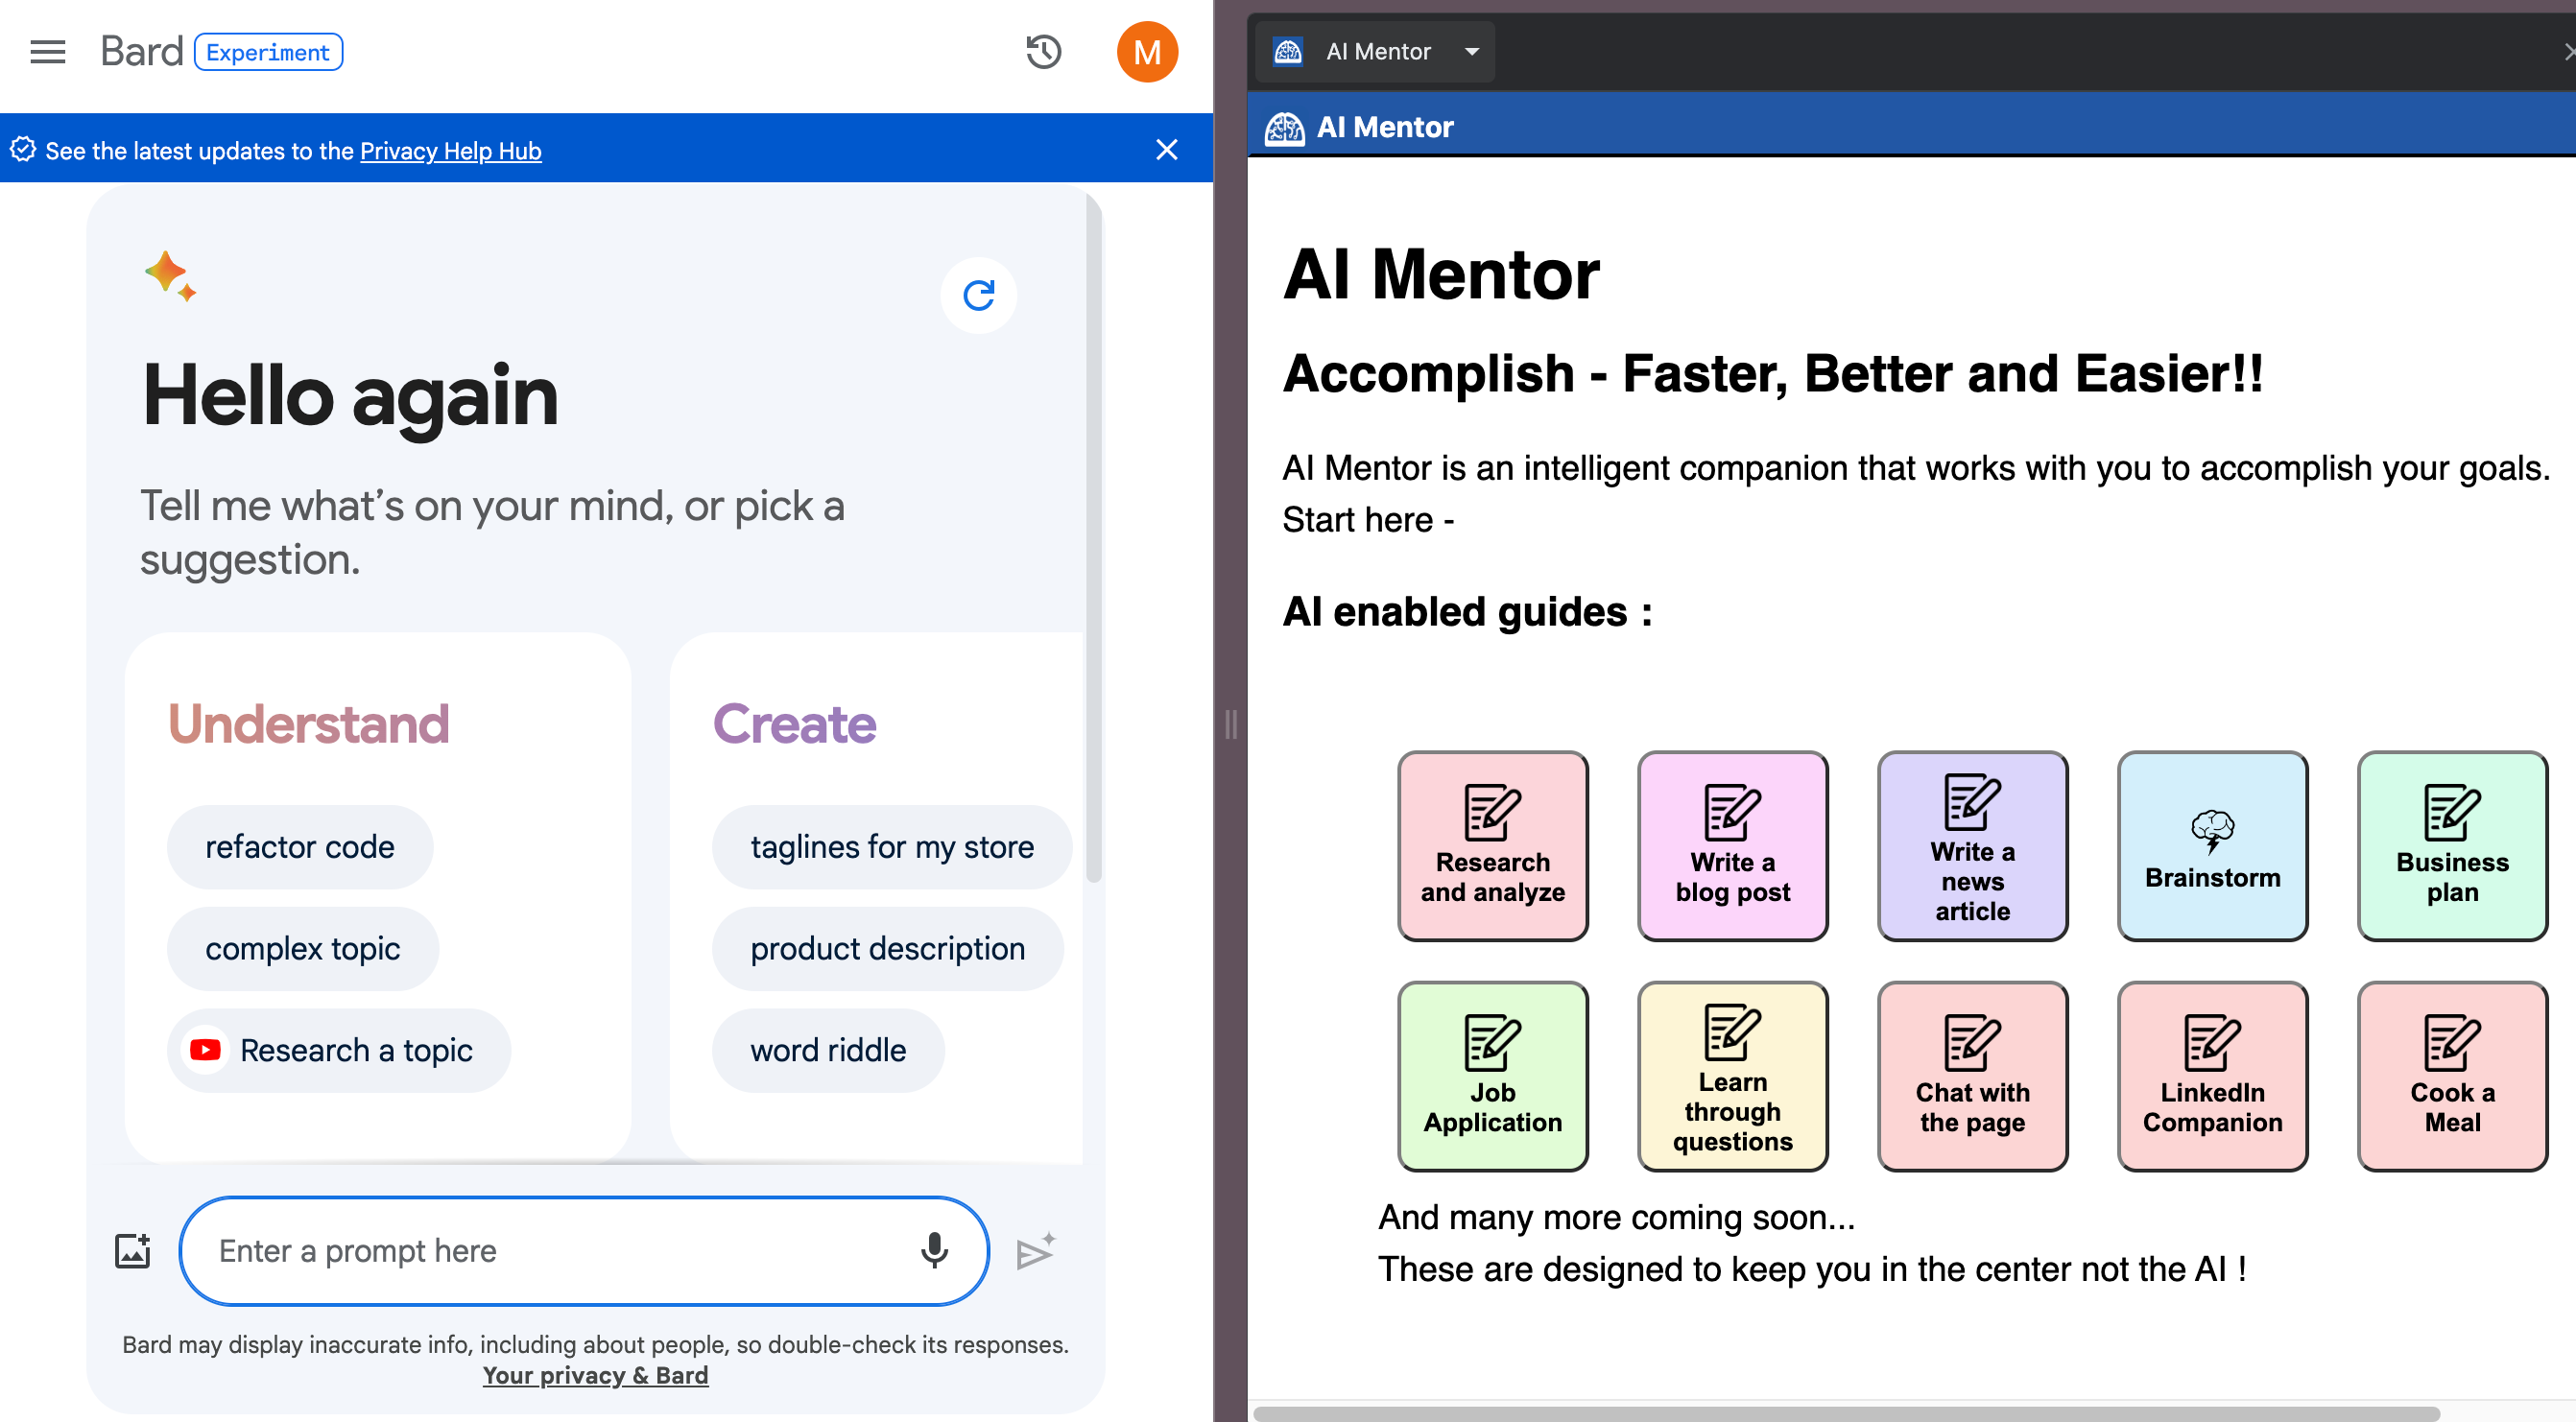 Bard Experiment
M
See the latest updates to the Privacy Help Hub
Hello again
Tell me what’s on your mind, or pick a
suggestion.
Understand
refactor code
complex topic
Research a topic
Create
taglines for my store
product description
word riddle
Enter a prompt here
Bard may display inaccurate info, including about people, so double-check its responses.
Your privacy & Bard
AI Mentor
AI Mentor
AI Mentor
Accomplish - Faster, Better and Easier!!
AI Mentor is an intelligent companion that works with you to accomplish your goals.
Start here -
AI enabled guides :
Research
and analyze
Write a
blog post
Write a
news
article
Brainstorm
Business
plan
Job
Application
Learn
through
questions
Chat with
the page
LinkedIn
Companion
Cook a
Meal
And many more coming soon...
These are designed to keep you in the center not the AI !